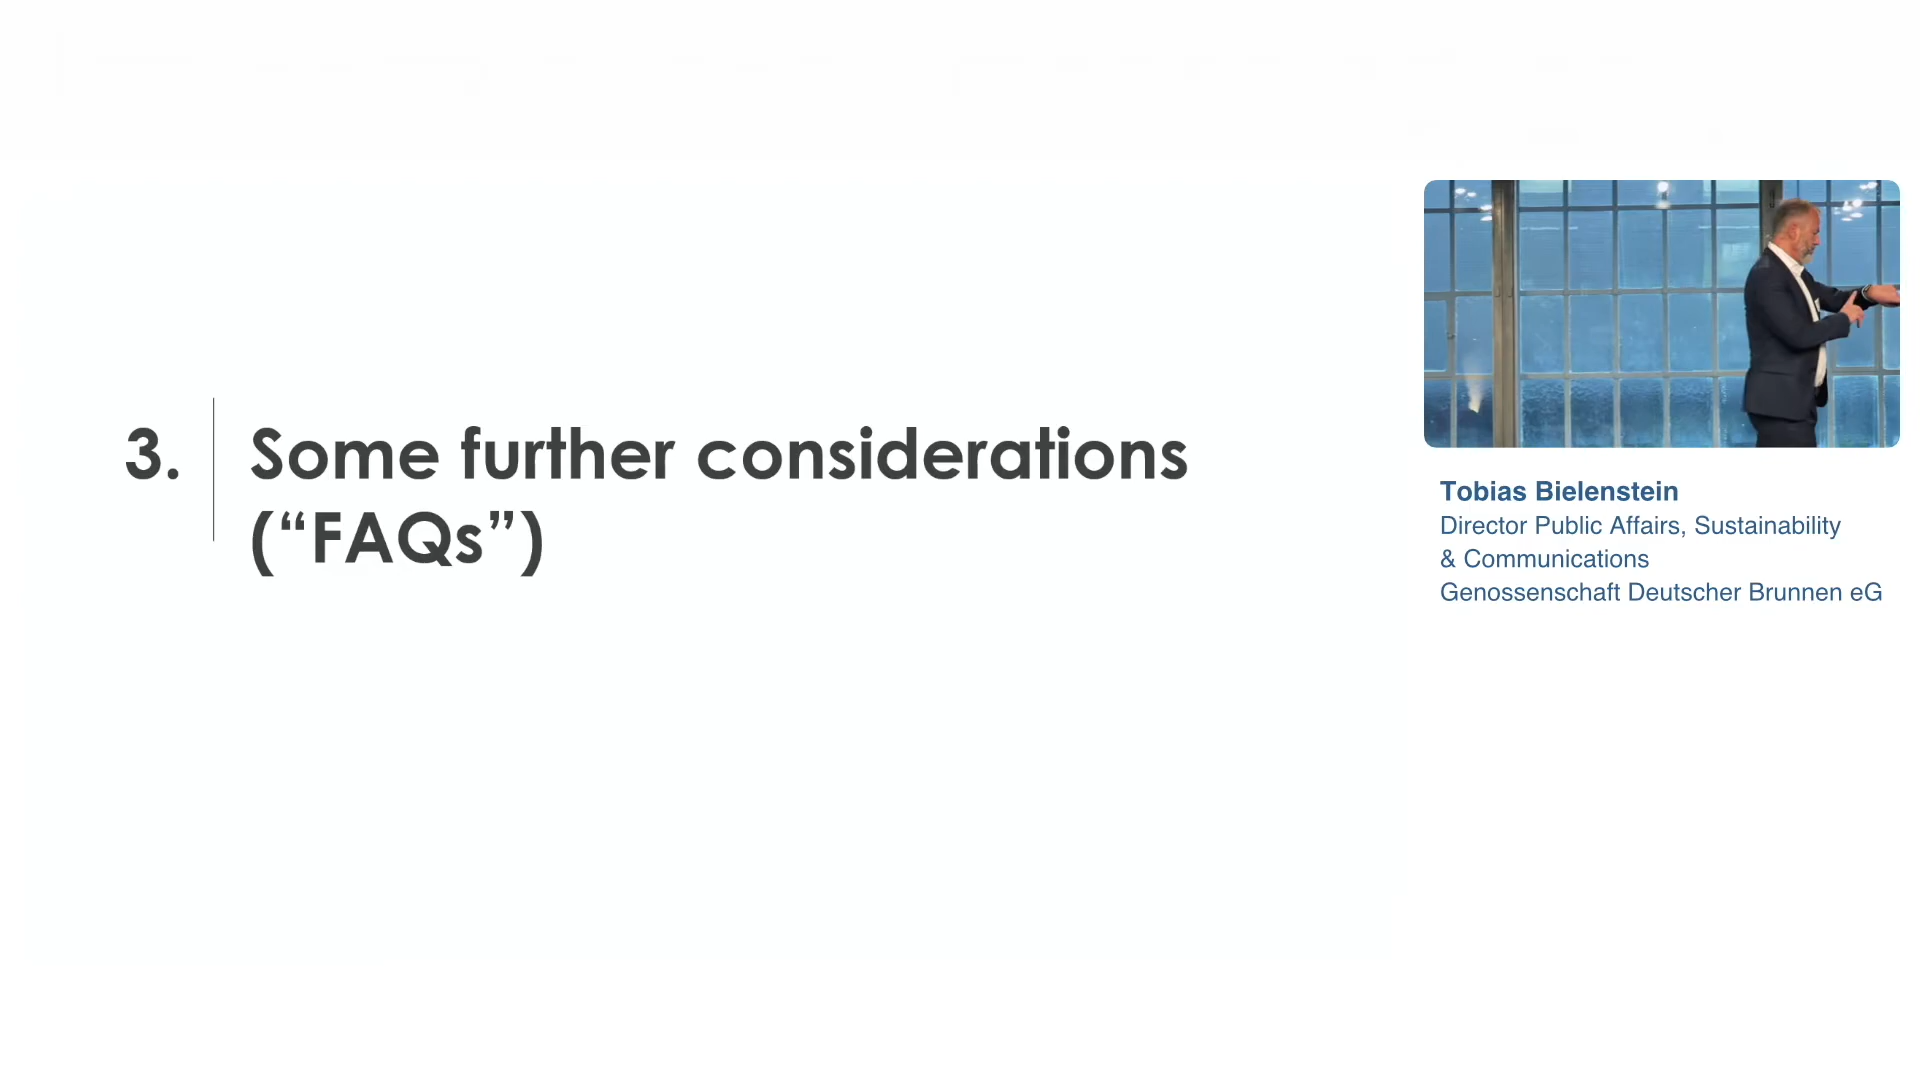 3.
Some further considerations
(“FAQs”)
Tobias Bielenstein
Director Public Affairs, Sustainability
& Communications
Genossenschaft Deutscher Brunnen eG